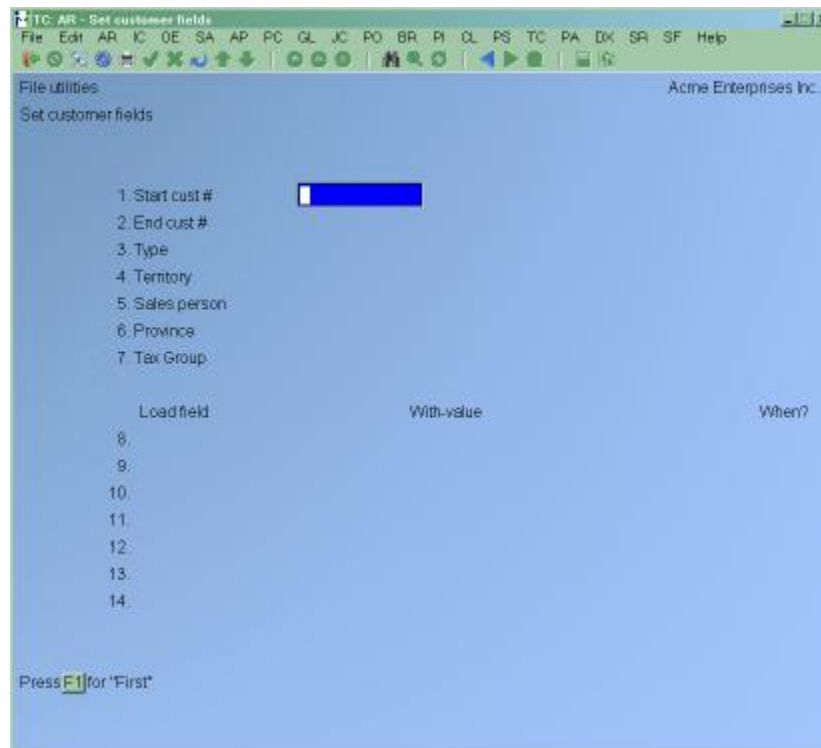 TC: AR - Set customer fields
File Edit AR IC OE SA AP PC GL JC PO BR PI CL PS TC PA DX SR SF Help
File utilities Acme Enterprises Inc.
Set customer fields
1. Start cust #
2. End cust #
3. Type
4. Territory
5. Sales person
6. Province
7. Tax Group
Load field With-value When?
8.
9.
10.
11.
12.
13.
14.
Press F1 for "First"